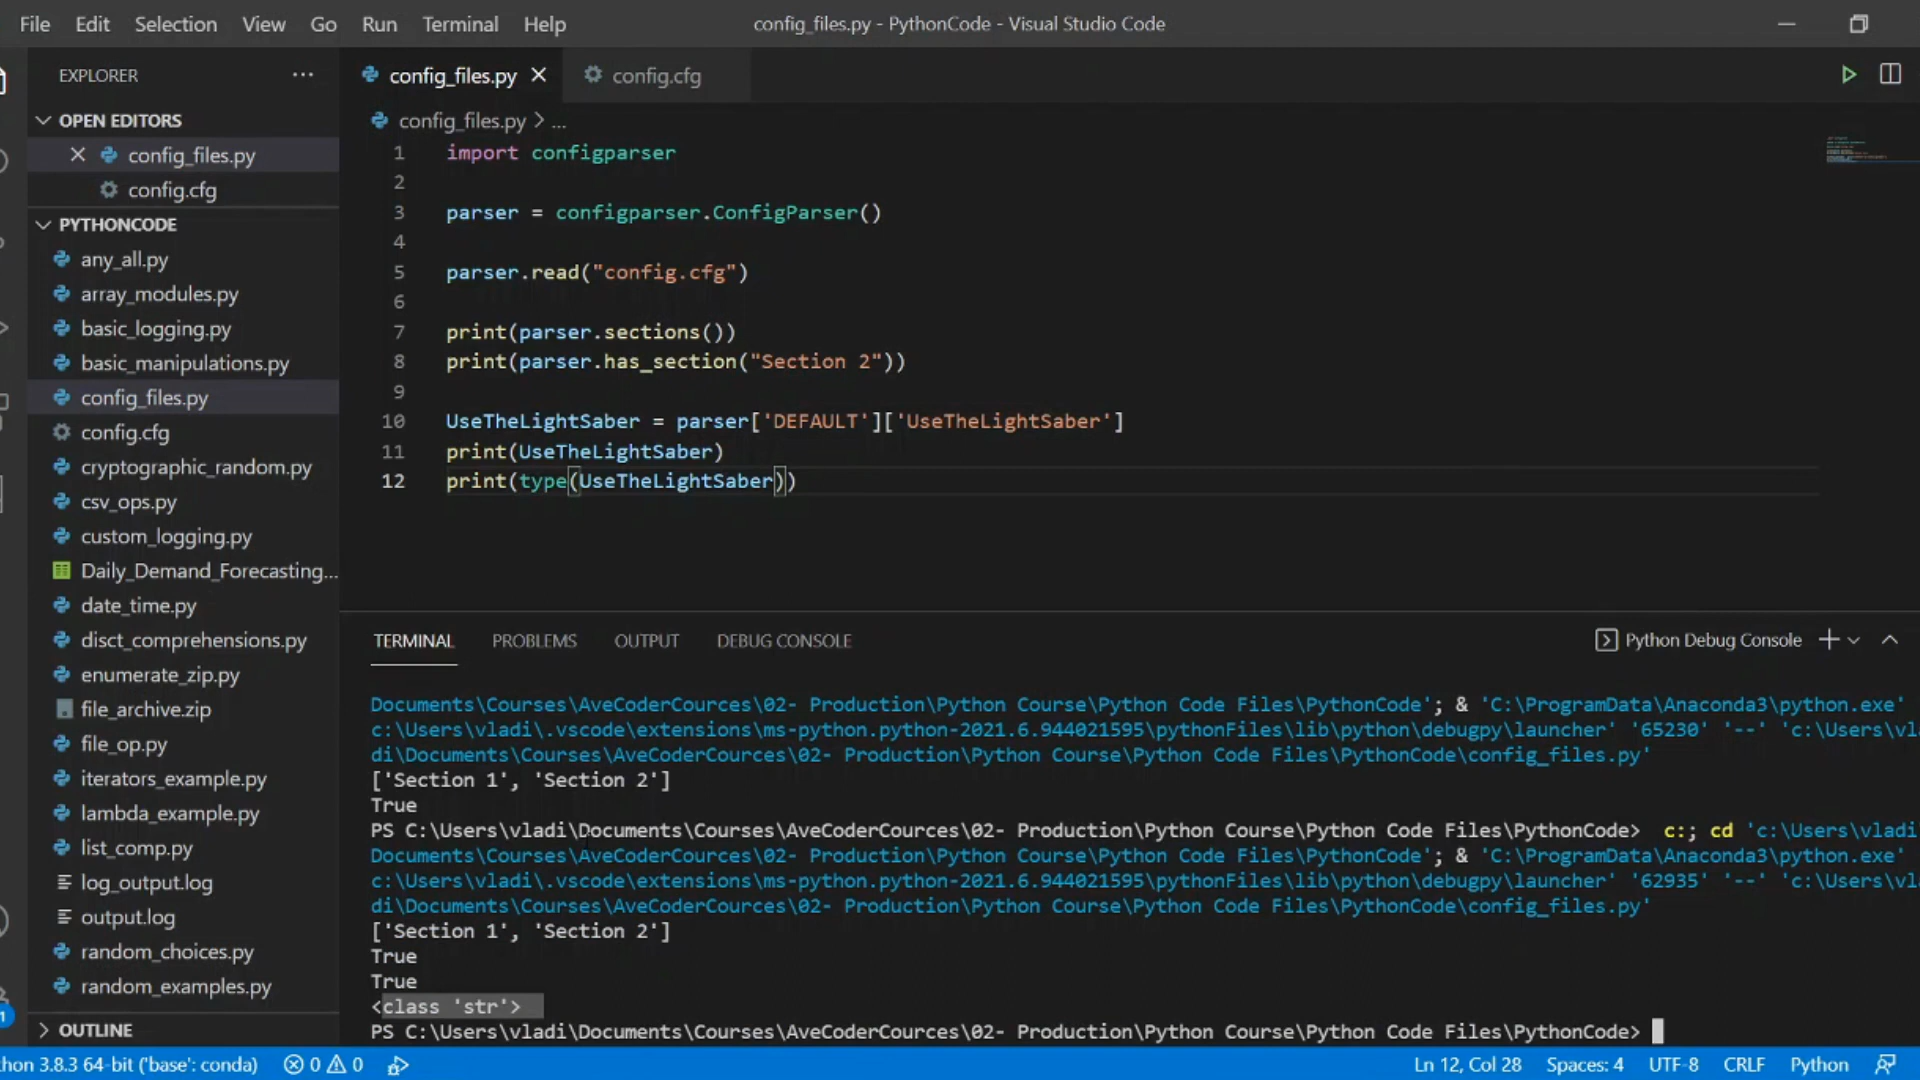 File Edit Selection View Go Run Terminal Help config_files.py - PythonCode - Visual Studio Code
EXPLORER ...
config_files.py
config.cfg
OPEN EDITORS
config_files.py
config.cfg
PYTHONCODE
any_all.py
array_modules.py
basic_logging.py
basic_manipulations.py
config_files.py
config.cfg
cryptographic_random.py
csv_ops.py
custom_logging.py
Daily_Demand_Forecasting...
date_time.py
disct_comprehensions.py
enumerate_zip.py
file_archive.zip
file_op.py
iterators_example.py
lambda_example.py
list_comp.py
log_output.log
output.log
random_choices.py
random_examples.py
OUTLINE
config_files.py > ...
1 import configparser
2
3 parser = configparser.ConfigParser()
4
5 parser.read("config.cfg")
6
7 print(parser.sections())
8 print(parser.has_section("Section 2"))
9
10 UseTheLightSaber = parser['DEFAULT']['UseTheLightSaber']
11 print(UseTheLightSaber)
12 print(type(UseTheLightSaber))
TERMINAL PROBLEMS OUTPUT DEBUG CONSOLE Python Debug Console
Documents\Courses\AveCoderCources\02- Production\Python Course\Python Code Files\PythonCode'; & 'C:\ProgramData\Anaconda3\python.exe'
c:\Users\vladi\.vscode\extensions\ms-python.python-2021.6.944021595\pythonFiles\lib\python\debugpy\launcher' '65230' '--' 'c:\Users\vl
di\Documents\Courses\AveCoderCources\02- Production\Python Course\Python Code Files\PythonCode\config_files.py'
['Section 1', 'Section 2']
True
PS C:\Users\vladi\Documents\Courses\AveCoderCources\02- Production\Python Course\Python Code Files\PythonCode> c:; cd 'c:\Users\vladi
Documents\Courses\AveCoderCources\02- Production\Python Course\Python Code Files\PythonCode'; & 'C:\ProgramData\Anaconda3\python.exe'
c:\Users\vladi\.vscode\extensions\ms-python.python-2021.6.944021595\pythonFiles\lib\python\debugpy\launcher' '62935' '--' 'c:\Users\vl
di\Documents\Courses\AveCoderCources\02- Production\Python Course\Python Code Files\PythonCode\config_files.py'
['Section 1', 'Section 2']
True
True
<class 'str'>
PS C:\Users\vladi\Documents\Courses\AveCoderCources\02- Production\Python Course\Python Code Files\PythonCode>
1
hon 3.8.3 64-bit ('base': conda) 0 0 Ln 12, Col 28 Spaces: 4 UTF-8 CRLF Python